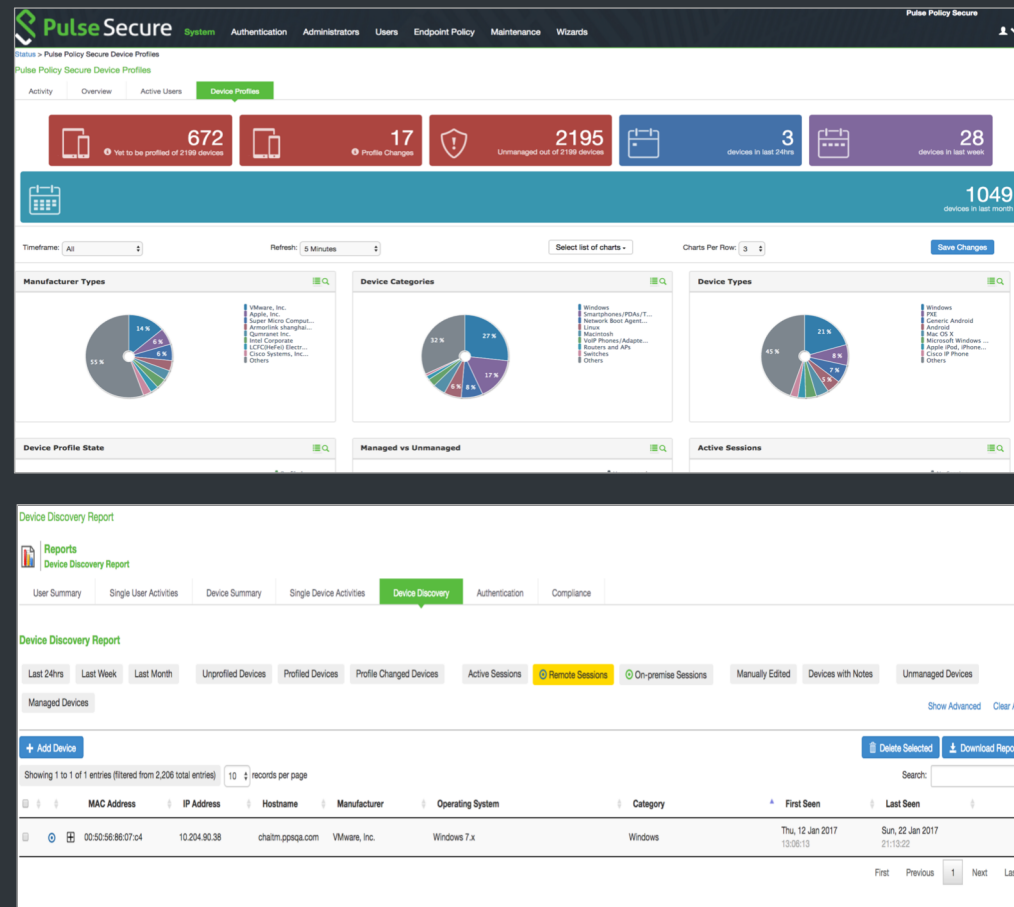 Pulse Secure System Authentication Administrators Users Endpoint Policy Maintenance Wizards
Pulse Policy Secure
Status > Pulse Policy Secure Device Profiles
Pulse Policy Secure Device Profiles
Activity Overview Active Users Device Profiles
672
Yet to be profiled of 2199 devices
17
Profile Changes
2195
Unmanaged out of 2199 devices
3
devices in last 24hrs
28
devices in last week
1049
devices in last month
Timeframe: All Refresh: 5 Minutes Select list of charts Charts Per Row: 3 Save Changes
Manufacturer Types
14 %
6 %
6 %
55 %
VMware, Inc.
Apple, Inc.
Super Micro Comput...
Armorlink shanghai...
Qumranet Inc.
Intel Corporate
LCFC(HeFei) Electr...
Cisco Systems, Inc...
Others
Device Categories
27 %
17 %
8 %
6 %
32 %
Windows
Smartphones/PDAs/T...
Network Boot Agent...
Linux
Macintosh
VoIP Phones/Adapte...
Routers and APs
Switches
Others
Device Types
21 %
8 %
7 %
5 %
45 %
Windows
PXE
Generic Android
Android
Mac OS X
Microsoft Windows ...
Apple iPod, iPhone...
Cisco IP Phone
Others
Device Profile State
Managed vs Unmanaged
Active Sessions
Device Discovery Report
Reports
Device Discovery Report
User Summary Single User Activities Device Summary Single Device Activities Device Discovery Authentication Compliance
Device Discovery Report
Last 24hrs Last Week Last Month Unprofiled Devices Profiled Devices Profile Changed Devices Active Sessions Remote Sessions On-premise Sessions Manually Edited Devices with Notes Unmanaged Devices
Managed Devices
Show Advanced Clear
+ Add Device Delete Selected Download Repo
Showing 1 to 1 of 1 entries (filtered from 2,206 total entries) 10 records per page Search:
MAC Address IP Address Hostname Manufacturer Operating System Category First Seen Last Seen
00:50:56:86:07:c4 10.204.90.38 chaitm.ppsqa.com VMware, Inc. Windows 7.x Windows Thu, 12 Jan 2017 Sun, 22 Jan 2017
13:06:13 21:13:22
First Previous 1 Next Las